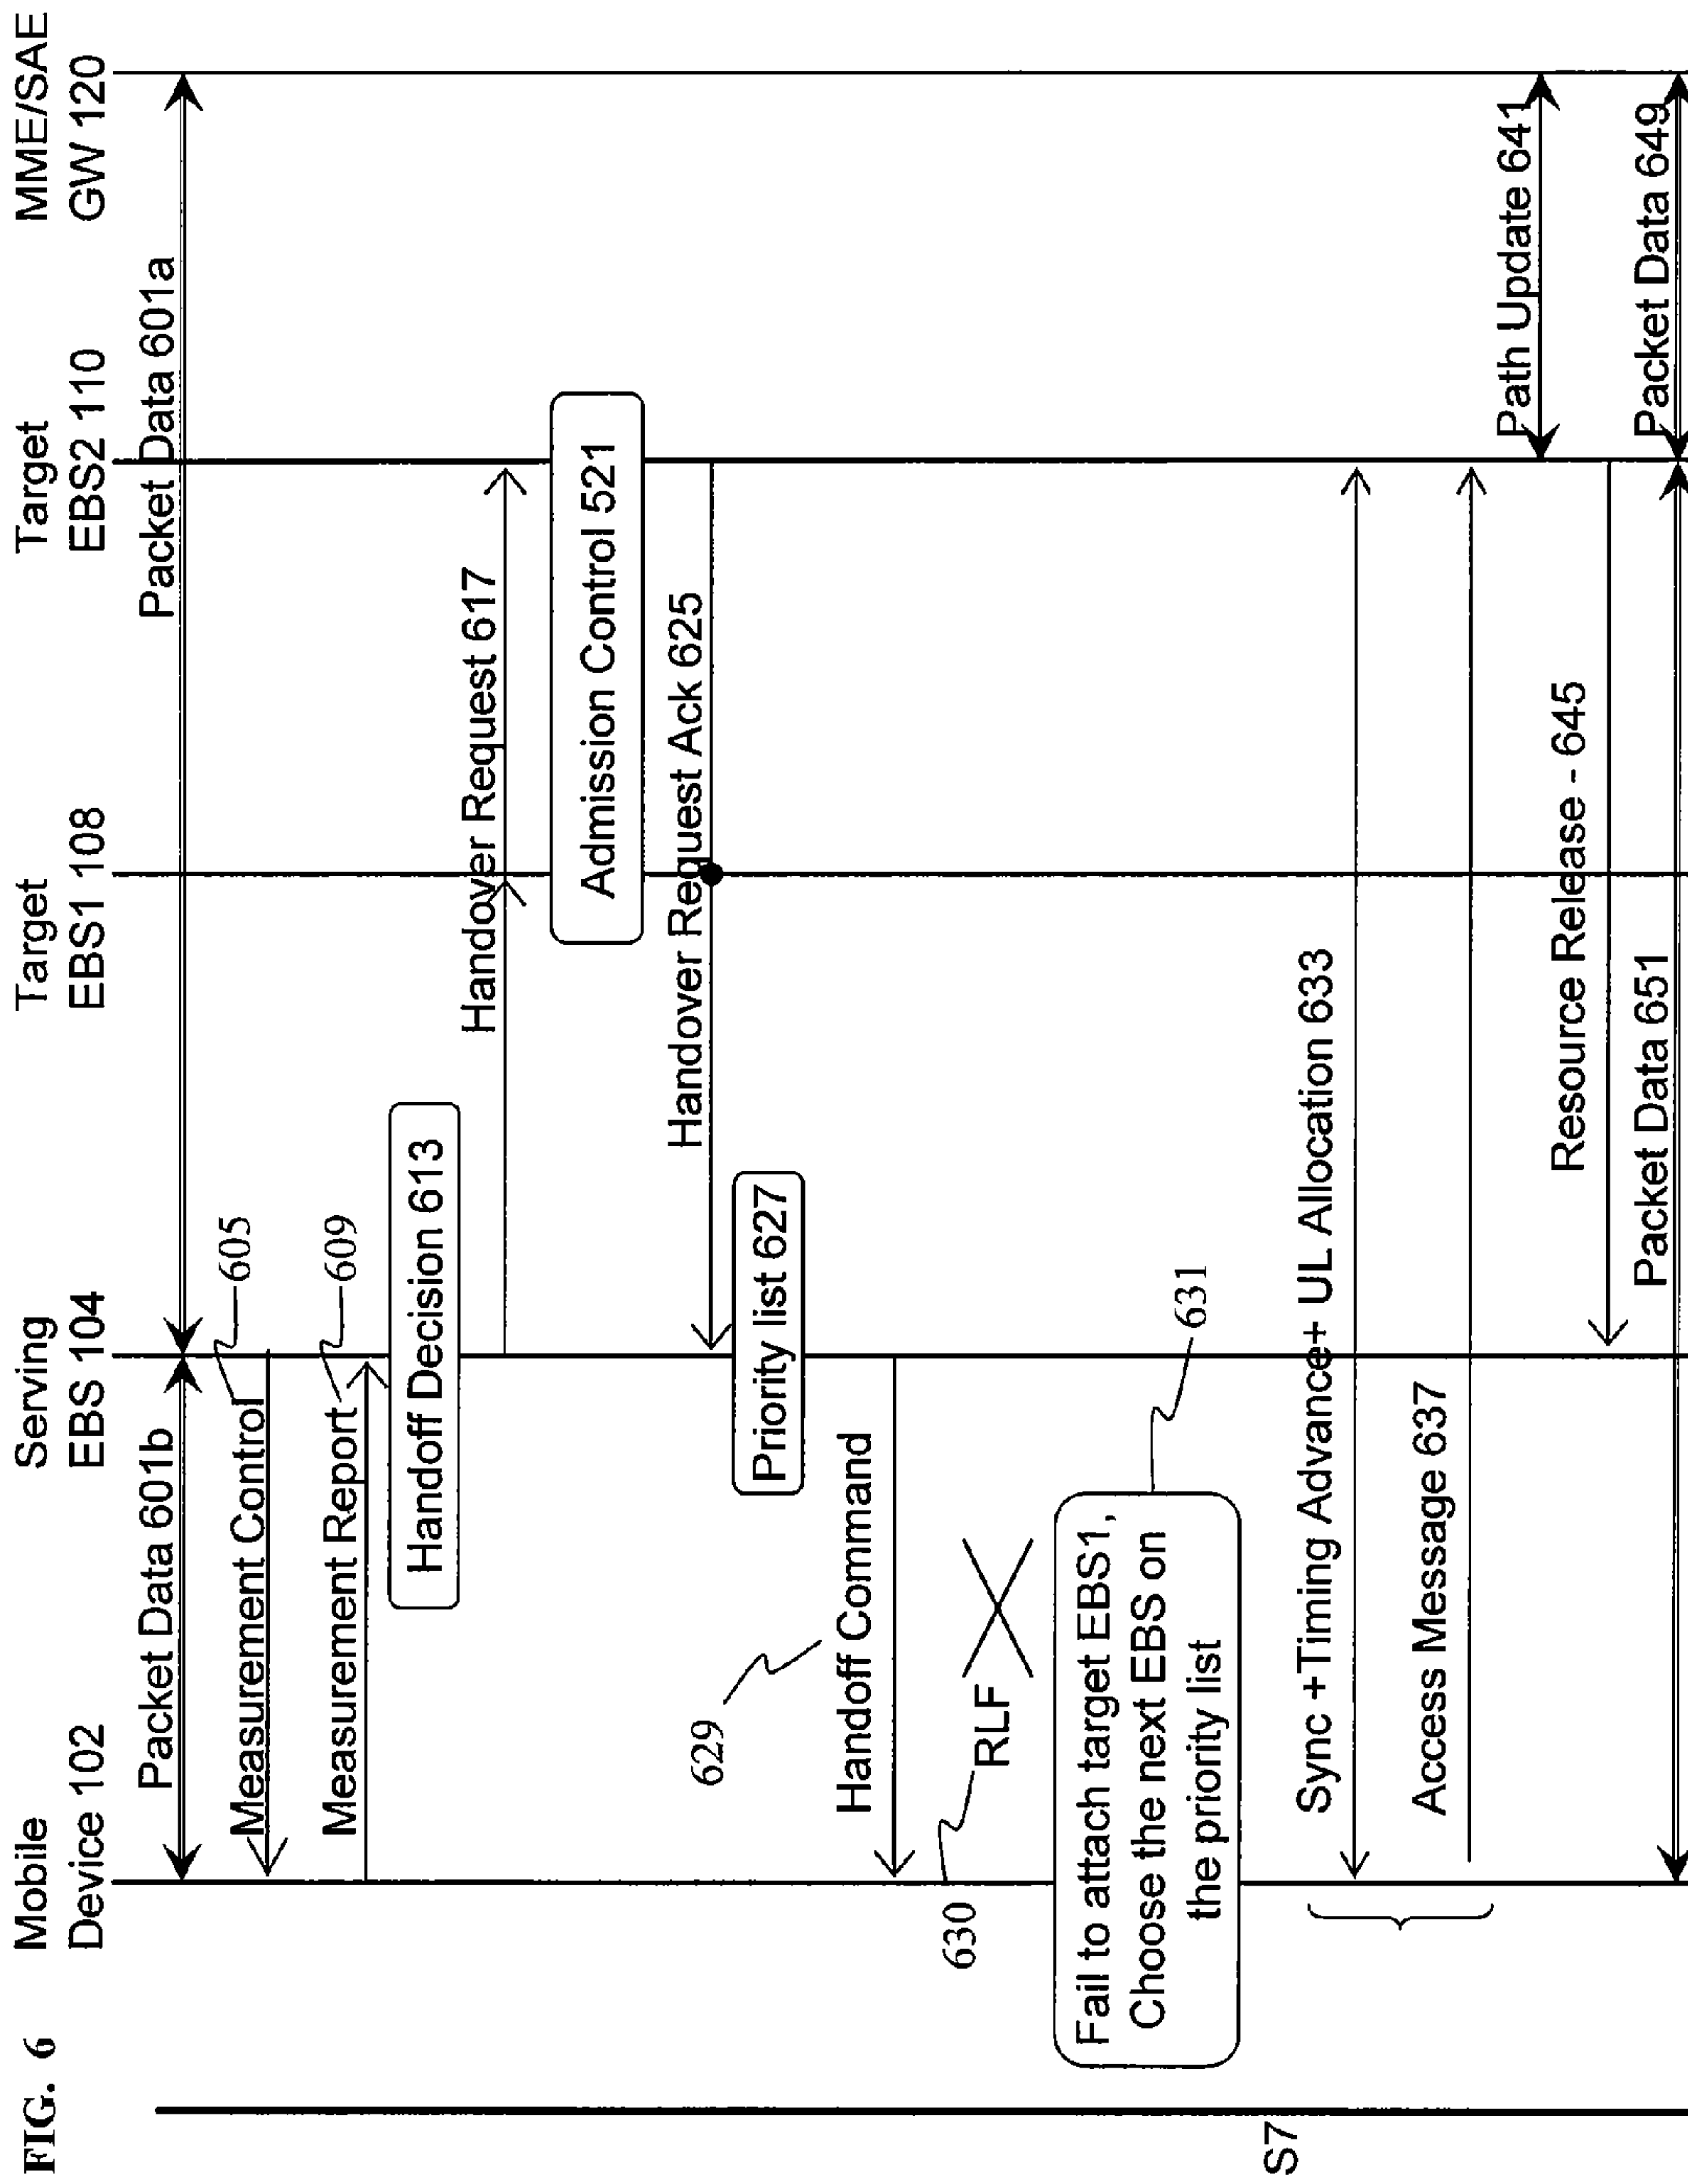 FIG. 6
Mobile
Device 102
Serving
EBS 104
Target
EBS1 108
Target
EBS2 110
MME/SAE
GW 120
Packet Data 601b
Packet Data 601a
Measurement Control
605
Measurement Report
609
Handoff Decision 613
Handover Request 617
Admission Control 521
Handover Request Ack 625
Priority list 627
629
Handoff Command
630
RLF
Fail to attach target EBS1,
Choose the next EBS on
the priority list
631
S7
Sync +Timing Advance+ UL Allocation 633
Access Message 637
Path Update 641
Resource Release - 645
Packet Data 651
Packet Data 649